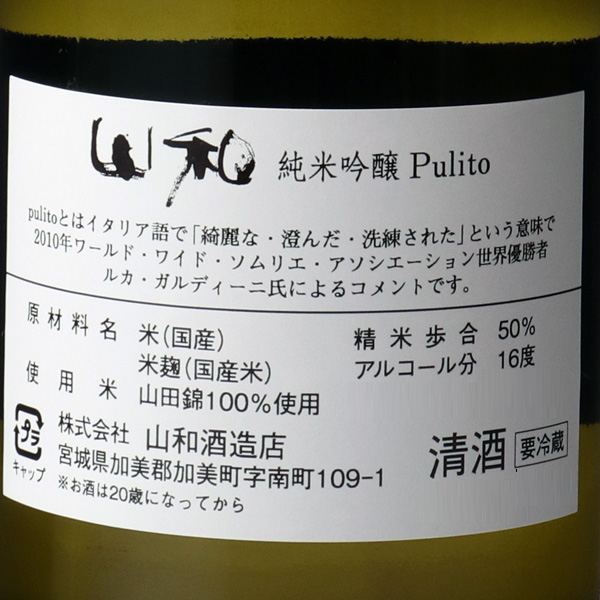 山和 純米吟醸 Pulito
pulitoとはイタリア語で「綺麗な・澄んだ・洗練された」という意味で
2010年ワールド・ワイド・ソムリエ・アソシエーション世界優勝者
ルカ・ガルディーニ氏によるコメントです。
原材料名 米(国産)
米麹(国産米)
精米歩合 50%
アルコール分 16度
使用米 山田錦100%使用
プラ
キャップ
株式会社 山和酒造店
宮城県加美郡加美町字南町109-1
※お酒は20歳になってから
清酒 要冷蔵